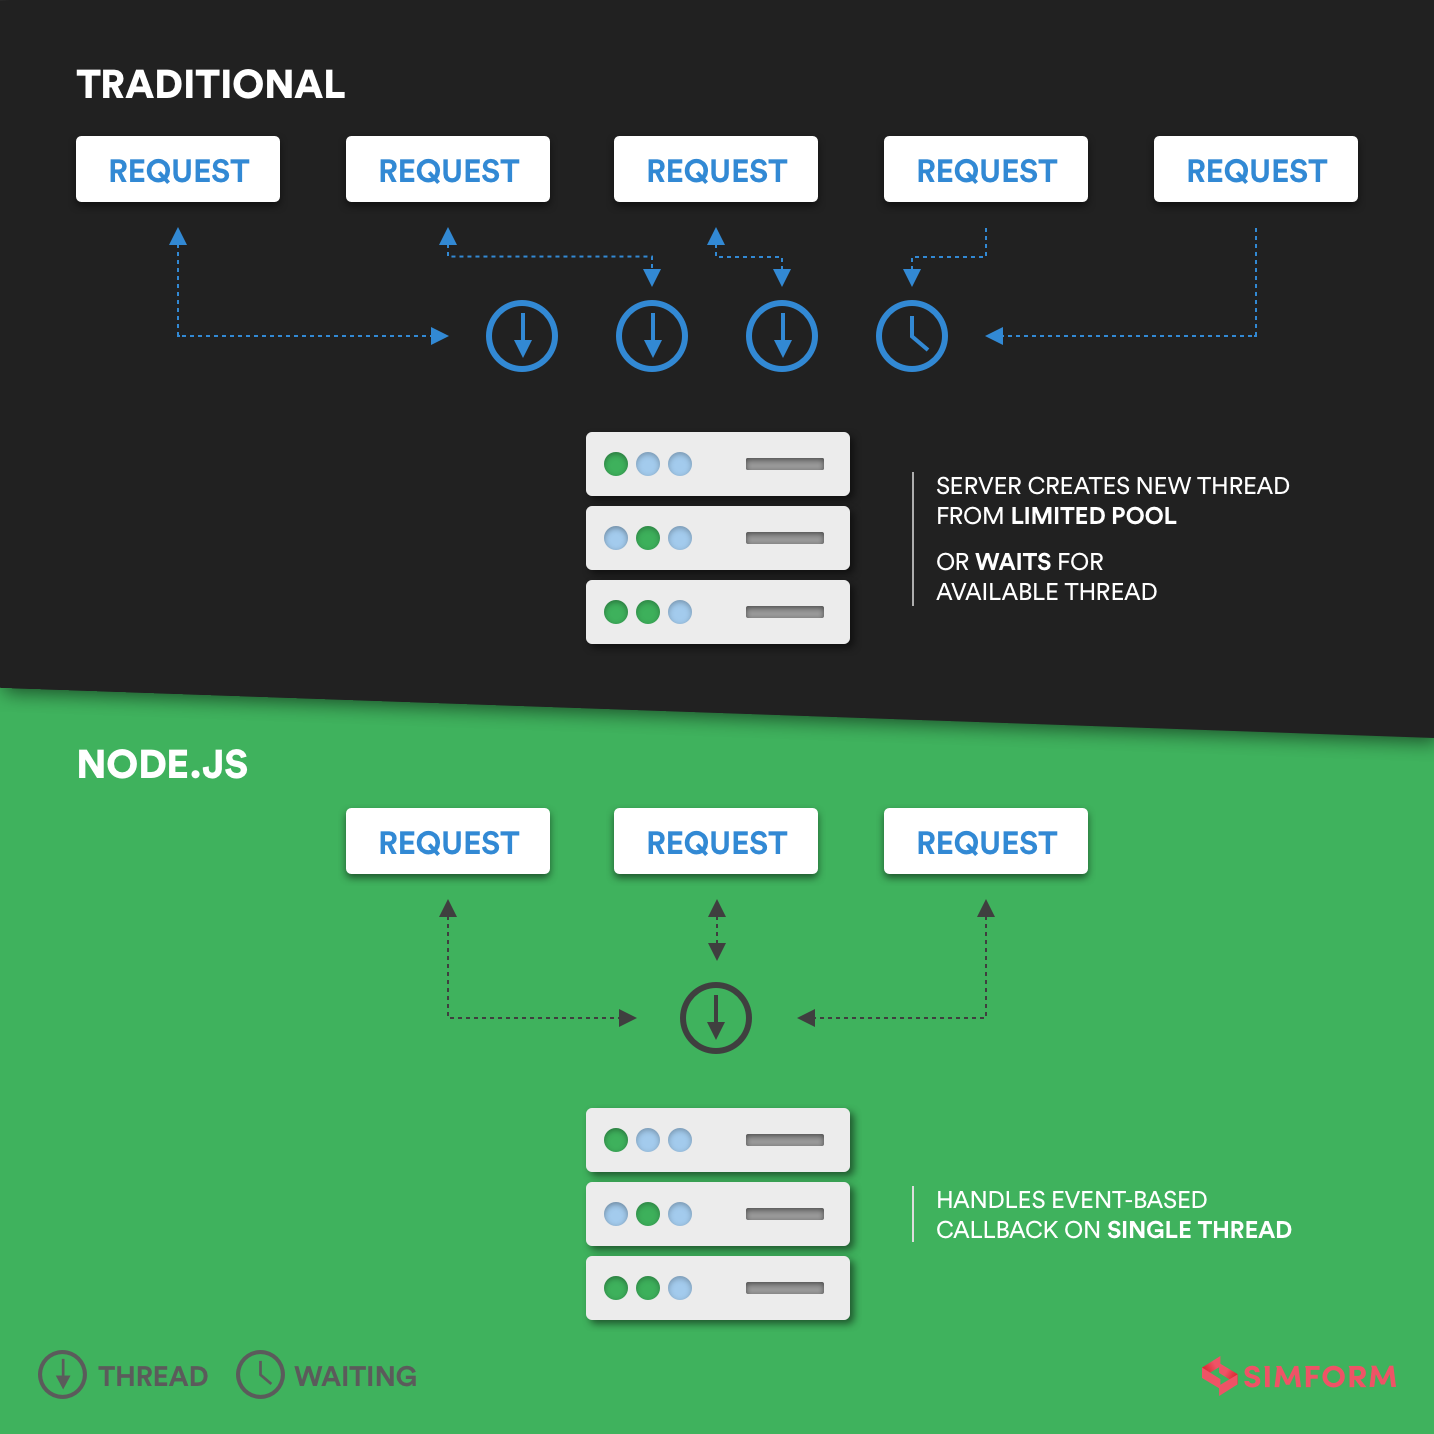 TRADITIONAL
REQUEST
REQUEST
REQUEST
REQUEST
REQUEST
SERVER CREATES NEW THREAD
FROM LIMITED POOL
OR WAITS FOR
AVAILABLE THREAD
NODE.JS
REQUEST
REQUEST
REQUEST
HANDLES EVENT-BASED
CALLBACK ON SINGLE THREAD
THREAD
WAITING
SIMFORM